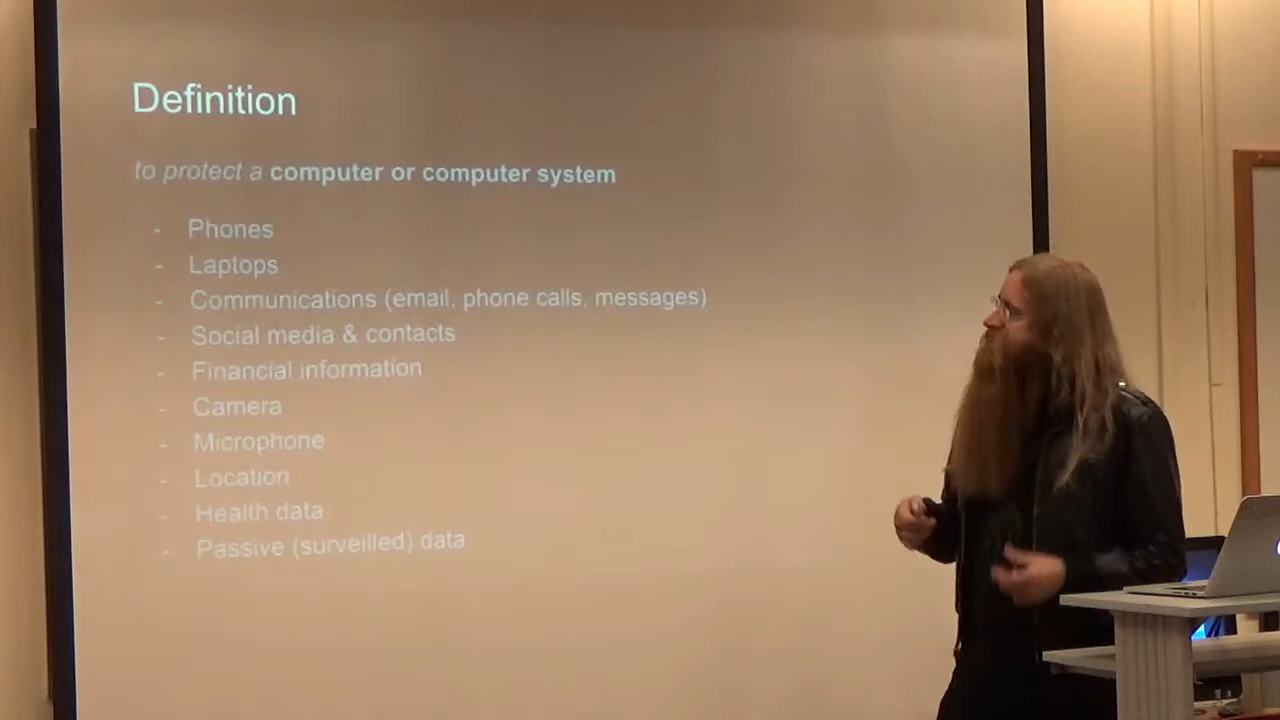 Definition
to protect a computer or computer system
- Phones
- Laptops
- Communications (email, phone calls, messages)
- Social media & contacts
- Financial information
- Camera
- Microphone
- Location
- Health data
- Passive (surveilled) data